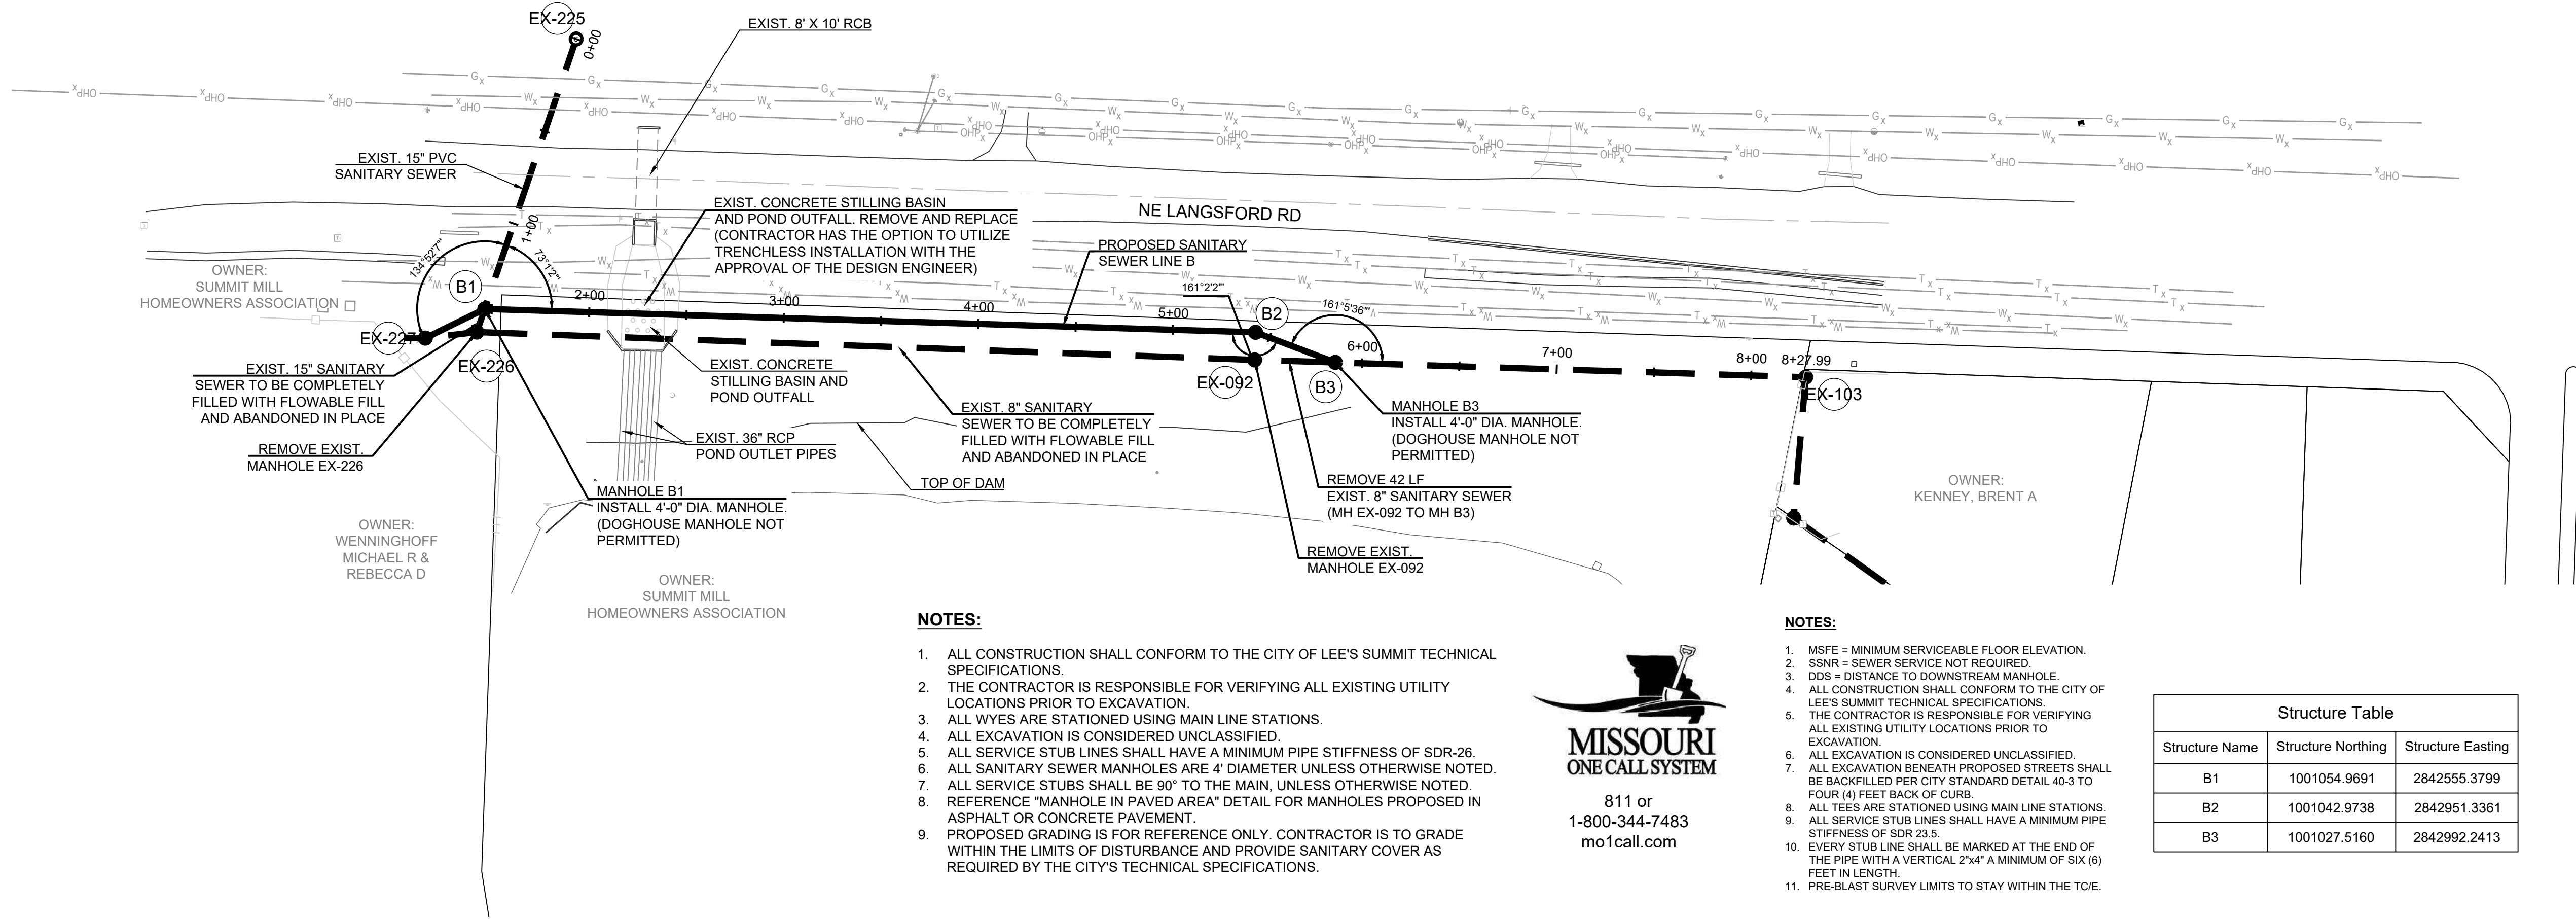 EX-225
0+00
EXIST. 8' X 10' RCB
EXIST. 15" PVC
SANITARY SEWER
1+00
EXIST. CONCRETE STILLING BASIN
AND POND OUTFALL. REMOVE AND REPLACE
(CONTRACTOR HAS THE OPTION TO UTILIZE
TRENCHLESS INSTALLATION WITH THE
APPROVAL OF THE DESIGN ENGINEER)
NE LANGSFORD RD
PROPOSED SANITARY
SEWER LINE B
134°52'7"
73°1'2"
OWNER:
SUMMIT MILL
HOMEOWNERS ASSOCIATION
B1
2+00
3+00
4+00
5+00
161°2'2"
B2
161°5'36"
6+00
7+00
8+00
8+27.99
EX-227
EX-226
EX-092
B3
EX-103
EXIST. 15" SANITARY
SEWER TO BE COMPLETELY
FILLED WITH FLOWABLE FILL
AND ABANDONED IN PLACE
REMOVE EXIST.
MANHOLE EX-226
EXIST. CONCRETE
STILLING BASIN AND
POND OUTFALL
EXIST. 36" RCP
POND OUTLET PIPES
EXIST. 8" SANITARY
SEWER TO BE COMPLETELY
FILLED WITH FLOWABLE FILL
AND ABANDONED IN PLACE
TOP OF DAM
MANHOLE B1
INSTALL 4'-0" DIA. MANHOLE.
(DOGHOUSE MANHOLE NOT
PERMITTED)
MANHOLE B3
INSTALL 4'-0" DIA. MANHOLE.
(DOGHOUSE MANHOLE NOT
PERMITTED)
REMOVE 42 LF
EXIST. 8" SANITARY SEWER
(MH EX-092 TO MH B3)
REMOVE EXIST.
MANHOLE EX-092
OWNER:
KENNEY, BRENT A
OWNER:
WENNINGHOFF
MICHAEL R &
REBECCA D
OWNER:
SUMMIT MILL
HOMEOWNERS ASSOCIATION
NOTES:
1. ALL CONSTRUCTION SHALL CONFORM TO THE CITY OF LEE'S SUMMIT TECHNICAL
SPECIFICATIONS.
2. THE CONTRACTOR IS RESPONSIBLE FOR VERIFYING ALL EXISTING UTILITY
LOCATIONS PRIOR TO EXCAVATION.
3. ALL WYES ARE STATIONED USING MAIN LINE STATIONS.
4. ALL EXCAVATION IS CONSIDERED UNCLASSIFIED.
5. ALL SERVICE STUB LINES SHALL HAVE A MINIMUM PIPE STIFFNESS OF SDR-26.
6. ALL SANITARY SEWER MANHOLES ARE 4' DIAMETER UNLESS OTHERWISE NOTED.
7. ALL SERVICE STUBS SHALL BE 90° TO THE MAIN, UNLESS OTHERWISE NOTED.
8. REFERENCE "MANHOLE IN PAVED AREA" DETAIL FOR MANHOLES PROPOSED IN
ASPHALT OR CONCRETE PAVEMENT.
9. PROPOSED GRADING IS FOR REFERENCE ONLY. CONTRACTOR IS TO GRADE
WITHIN THE LIMITS OF DISTURBANCE AND PROVIDE SANITARY COVER AS
REQUIRED BY THE CITY'S TECHNICAL SPECIFICATIONS.
MISSOURI
ONE CALL SYSTEM
811 or
1-800-344-7483
mo1call.com
NOTES:
1. MSFE = MINIMUM SERVICEABLE FLOOR ELEVATION.
2. SSNR = SEWER SERVICE NOT REQUIRED.
3. DDS = DISTANCE TO DOWNSTREAM MANHOLE.
4. ALL CONSTRUCTION SHALL CONFORM TO THE CITY OF
LEE'S SUMMIT TECHNICAL SPECIFICATIONS.
5. THE CONTRACTOR IS RESPONSIBLE FOR VERIFYING
ALL EXISTING UTILITY LOCATIONS PRIOR TO
EXCAVATION.
6. ALL EXCAVATION IS CONSIDERED UNCLASSIFIED.
7. ALL EXCAVATION BENEATH PROPOSED STREETS SHALL
BE BACKFILLED PER CITY STANDARD DETAIL 40-3 TO
FOUR (4) FEET BACK OF CURB.
8. ALL TEES ARE STATIONED USING MAIN LINE STATIONS.
9. ALL SERVICE STUB LINES SHALL HAVE A MINIMUM PIPE
STIFFNESS OF SDR 23.5.
10. EVERY STUB LINE SHALL BE MARKED AT THE END OF
THE PIPE WITH A VERTICAL 2"x4" A MINIMUM OF SIX (6)
FEET IN LENGTH.
11. PRE-BLAST SURVEY LIMITS TO STAY WITHIN THE TC/E.
Structure Table
Structure Name Structure Northing Structure Easting
B1 1001054.9691 2842555.3799
B2 1001042.9738 2842951.3361
B3 1001027.5160 2842992.2413